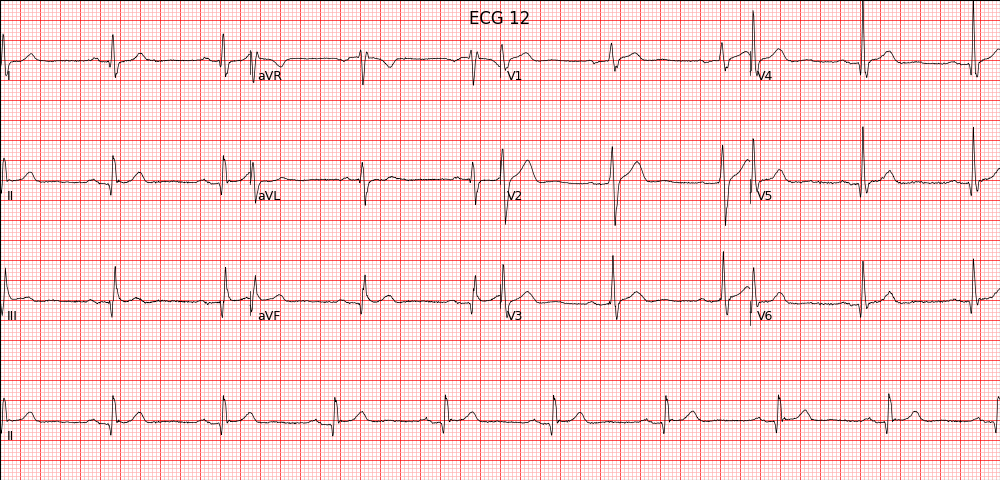 ECG 12
I aVR V1 V4
II aVL V2 V5
III aVF V3 V6
II